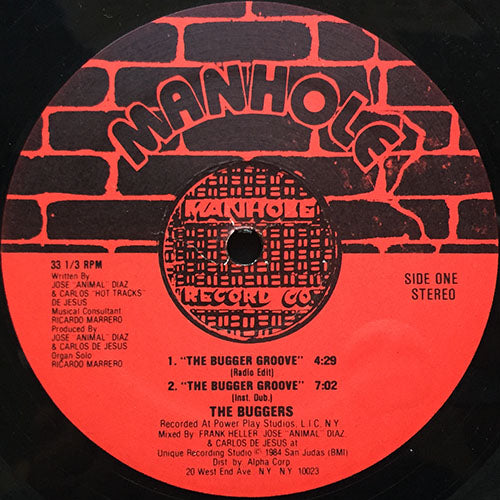 MANHOLE
MANHOLE
RECORD CO
33 1/3 RPM
Written By
JOSE "ANIMAL" DIAZ
& CARLOS "HOT TRACKS"
DE JESUS
Musical Consultant
RICARDO MARRERO
Produced By
JOSE "ANIMAL" DIAZ
& CARLOS DE JESUS
Organ Solo
RICARDO MARRERO
SIDE ONE
STEREO
1. "THE BUGGER GROOVE" 4:29
(Radio Edit)
2. "THE BUGGER GROOVE" 7:02
(Inst. Dub.)
THE BUGGERS
Recorded At Power Play Studios, L.I.C, N.Y.
Mixed By FRANK HELLER JOSE "ANIMAL" DIAZ
& CARLOS DE JESUS at
Unique Recording Studio © 1984 San Judas (BMI)
Dist. by Alpha Corp
20 West End Ave N.Y. N.Y. 10023